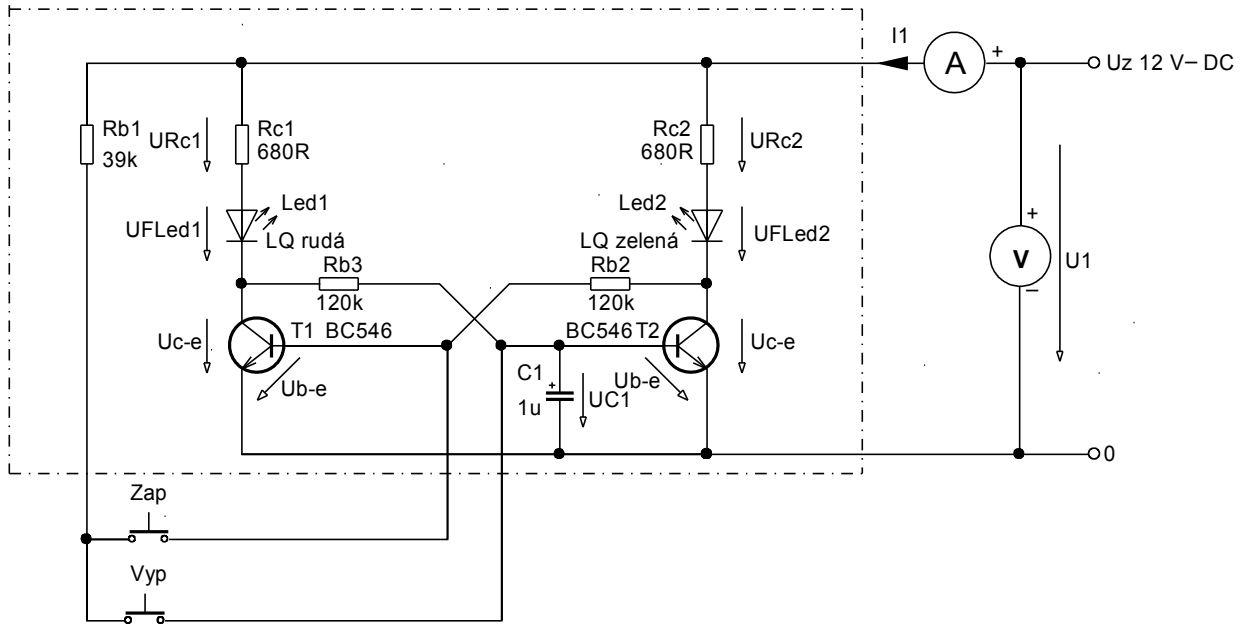 I1
A
+
Uz 12 V– DC
Rb1
39k
URc1
Rc1
680R
Rc2
680R
URc2
UFLed1
Led1
LQ rudá
Led2
LQ zelená
UFLed2
+
V
–
U1
Rb3
120k
Rb2
120k
Uc-e
T1 BC546
BC546 T2
Uc-e
Ub-e
C1
1u
+
UC1
Ub-e
0
Zap
Vyp